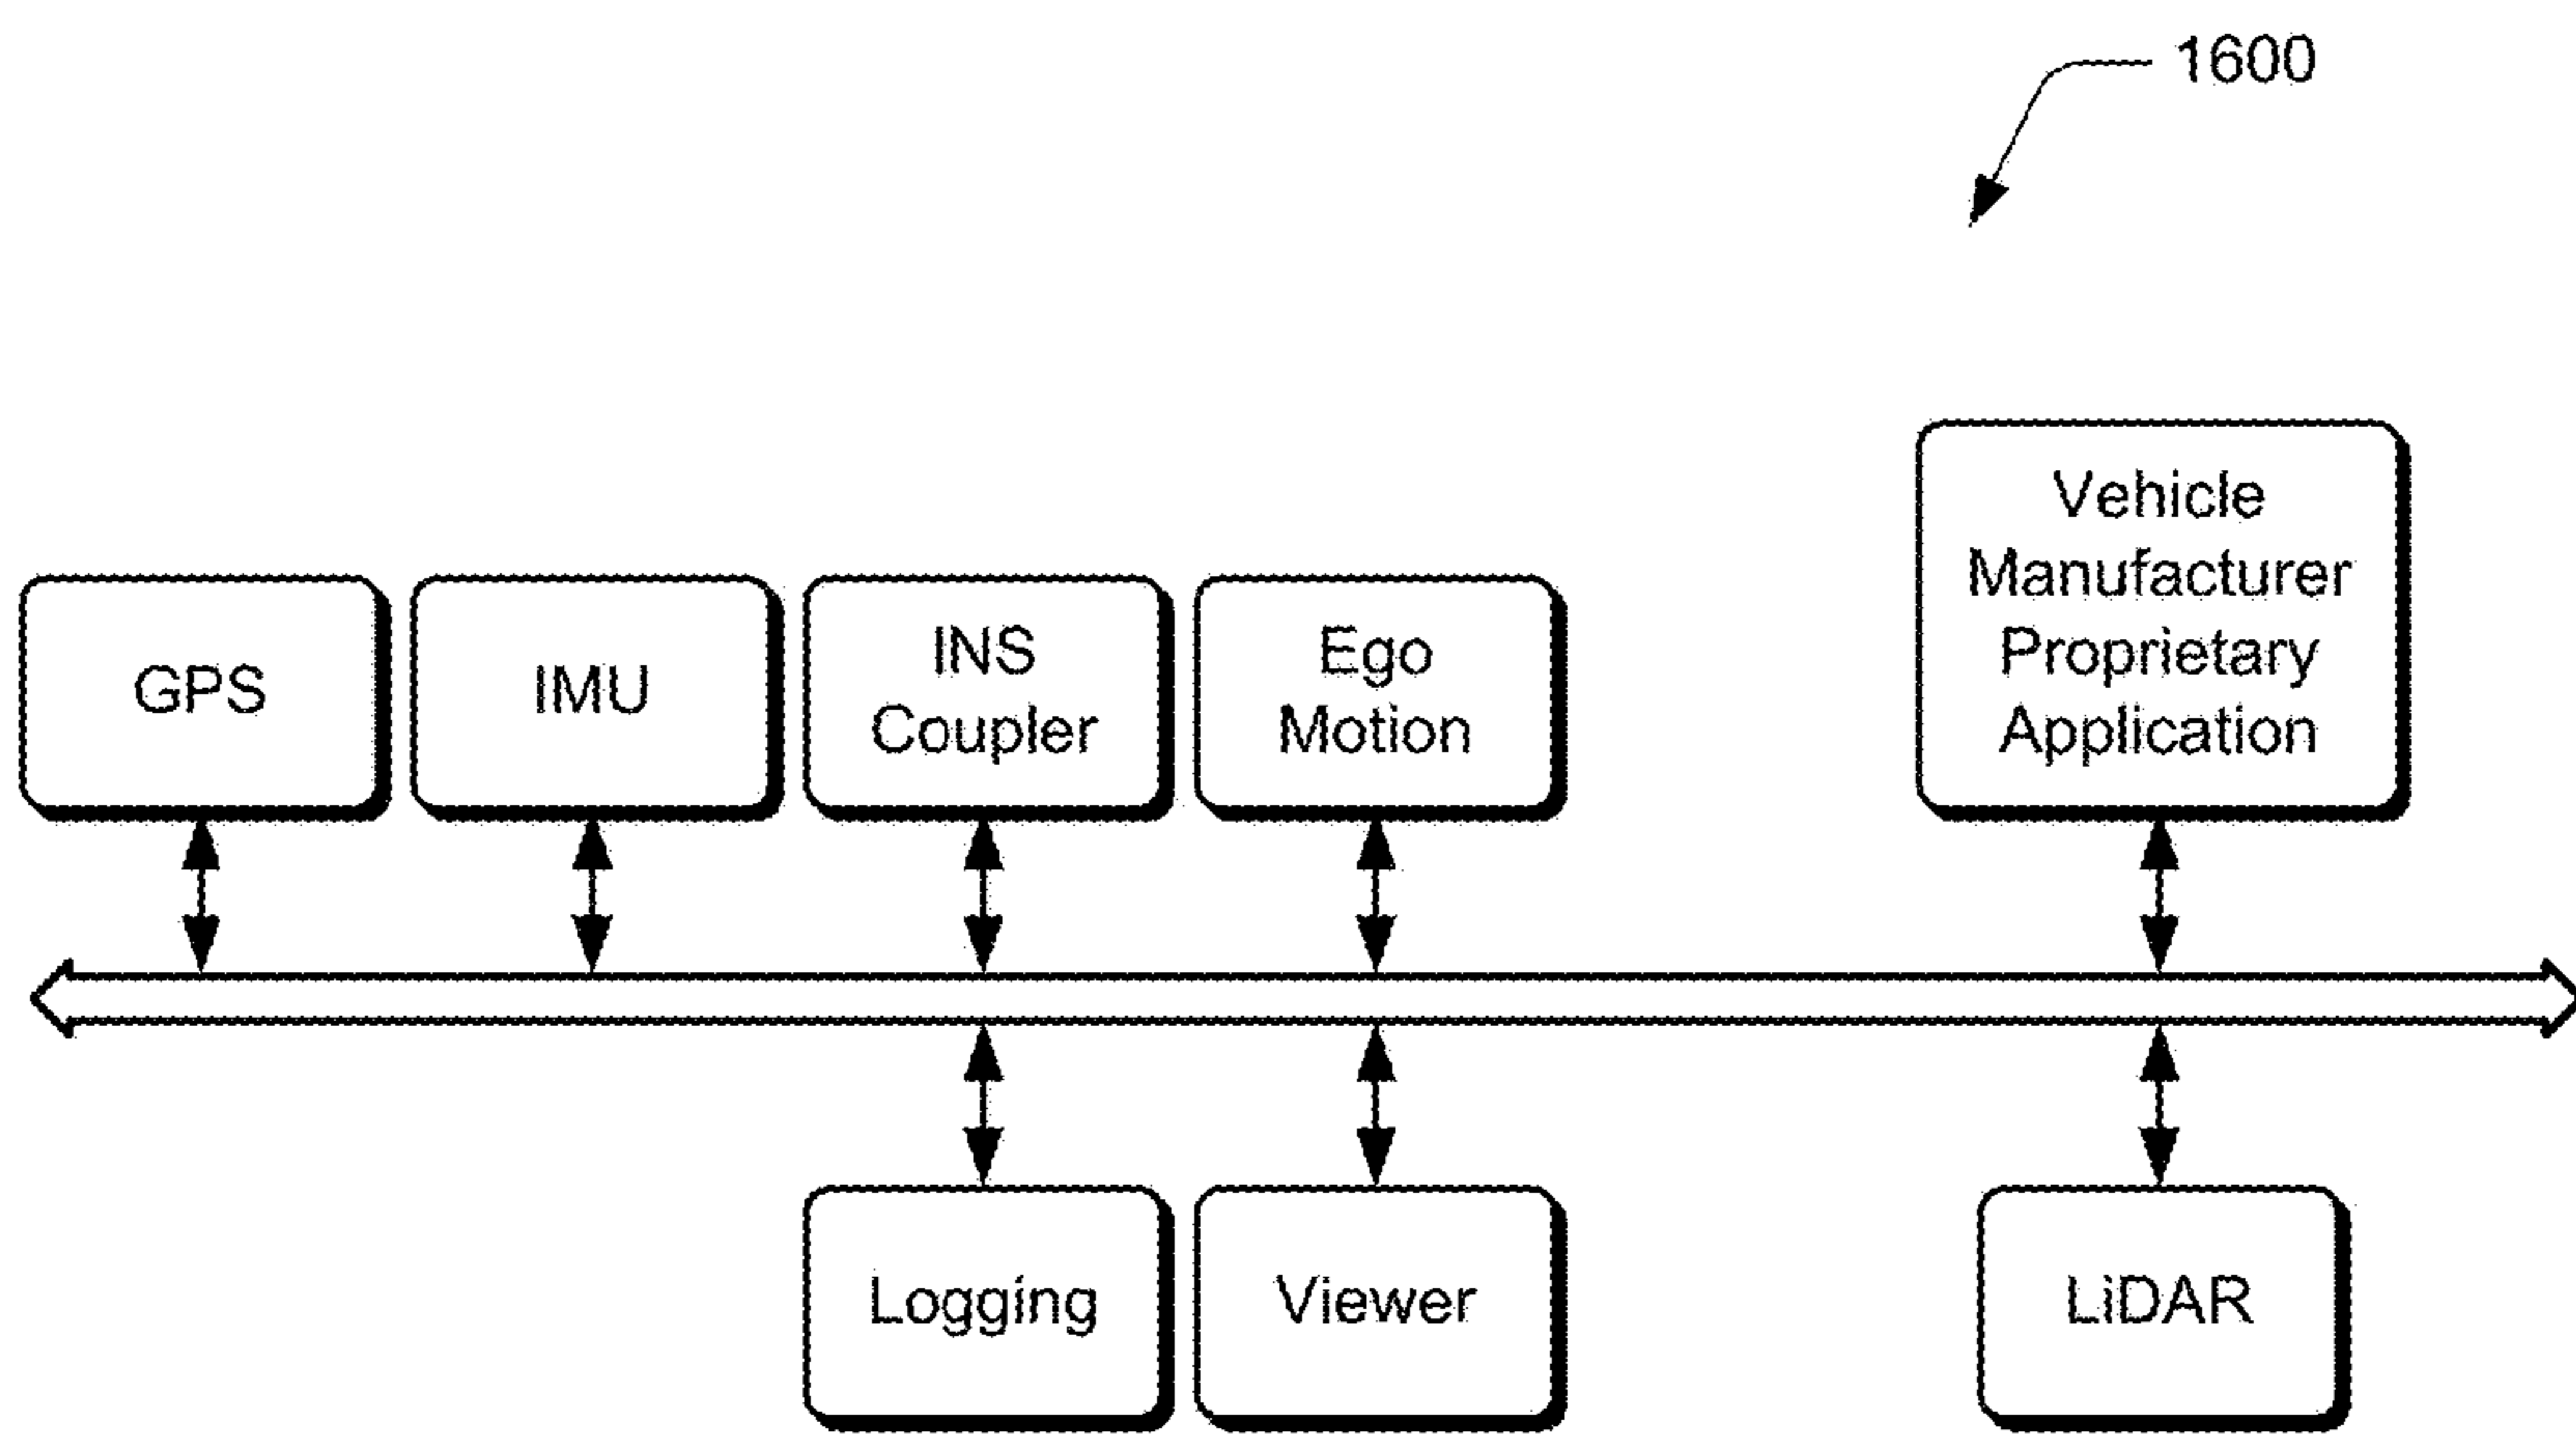 1600
GPS
IMU
INS
Coupler
Ego
Motion
Vehicle
Manufacturer
Proprietary
Application
Logging
Viewer
LiDAR